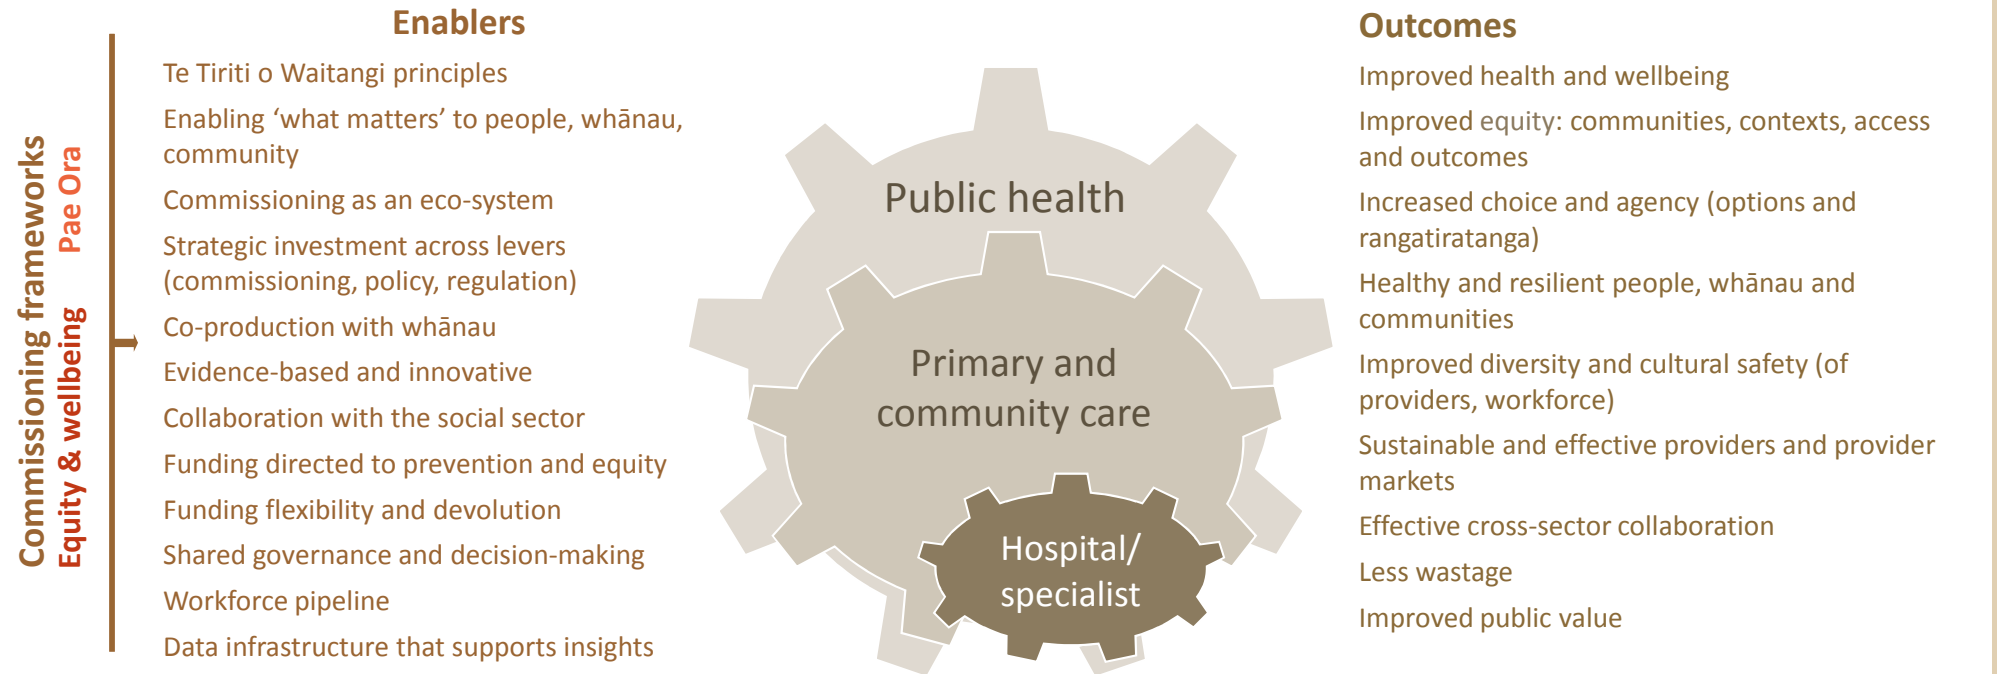 Commissioning frameworks
Equity & wellbeing Pae Ora
Enablers
Te Tiriti o Waitangi principles
Enabling ‘what matters’ to people, whānau,
community
Commissioning as an eco-system
Strategic investment across levers
(commissioning, policy, regulation)
Co-production with whānau
Evidence-based and innovative
Collaboration with the social sector
Funding directed to prevention and equity
Funding flexibility and devolution
Shared governance and decision-making
Workforce pipeline
Data infrastructure that supports insights
Public health
Primary and
community care
Hospital/
specialist
Outcomes
Improved health and wellbeing
Improved equity: communities, contexts, access
and outcomes
Increased choice and agency (options and
rangatiratanga)
Healthy and resilient people, whānau and
communities
Improved diversity and cultural safety (of
providers, workforce)
Sustainable and effective providers and provider
markets
Effective cross-sector collaboration
Less wastage
Improved public value